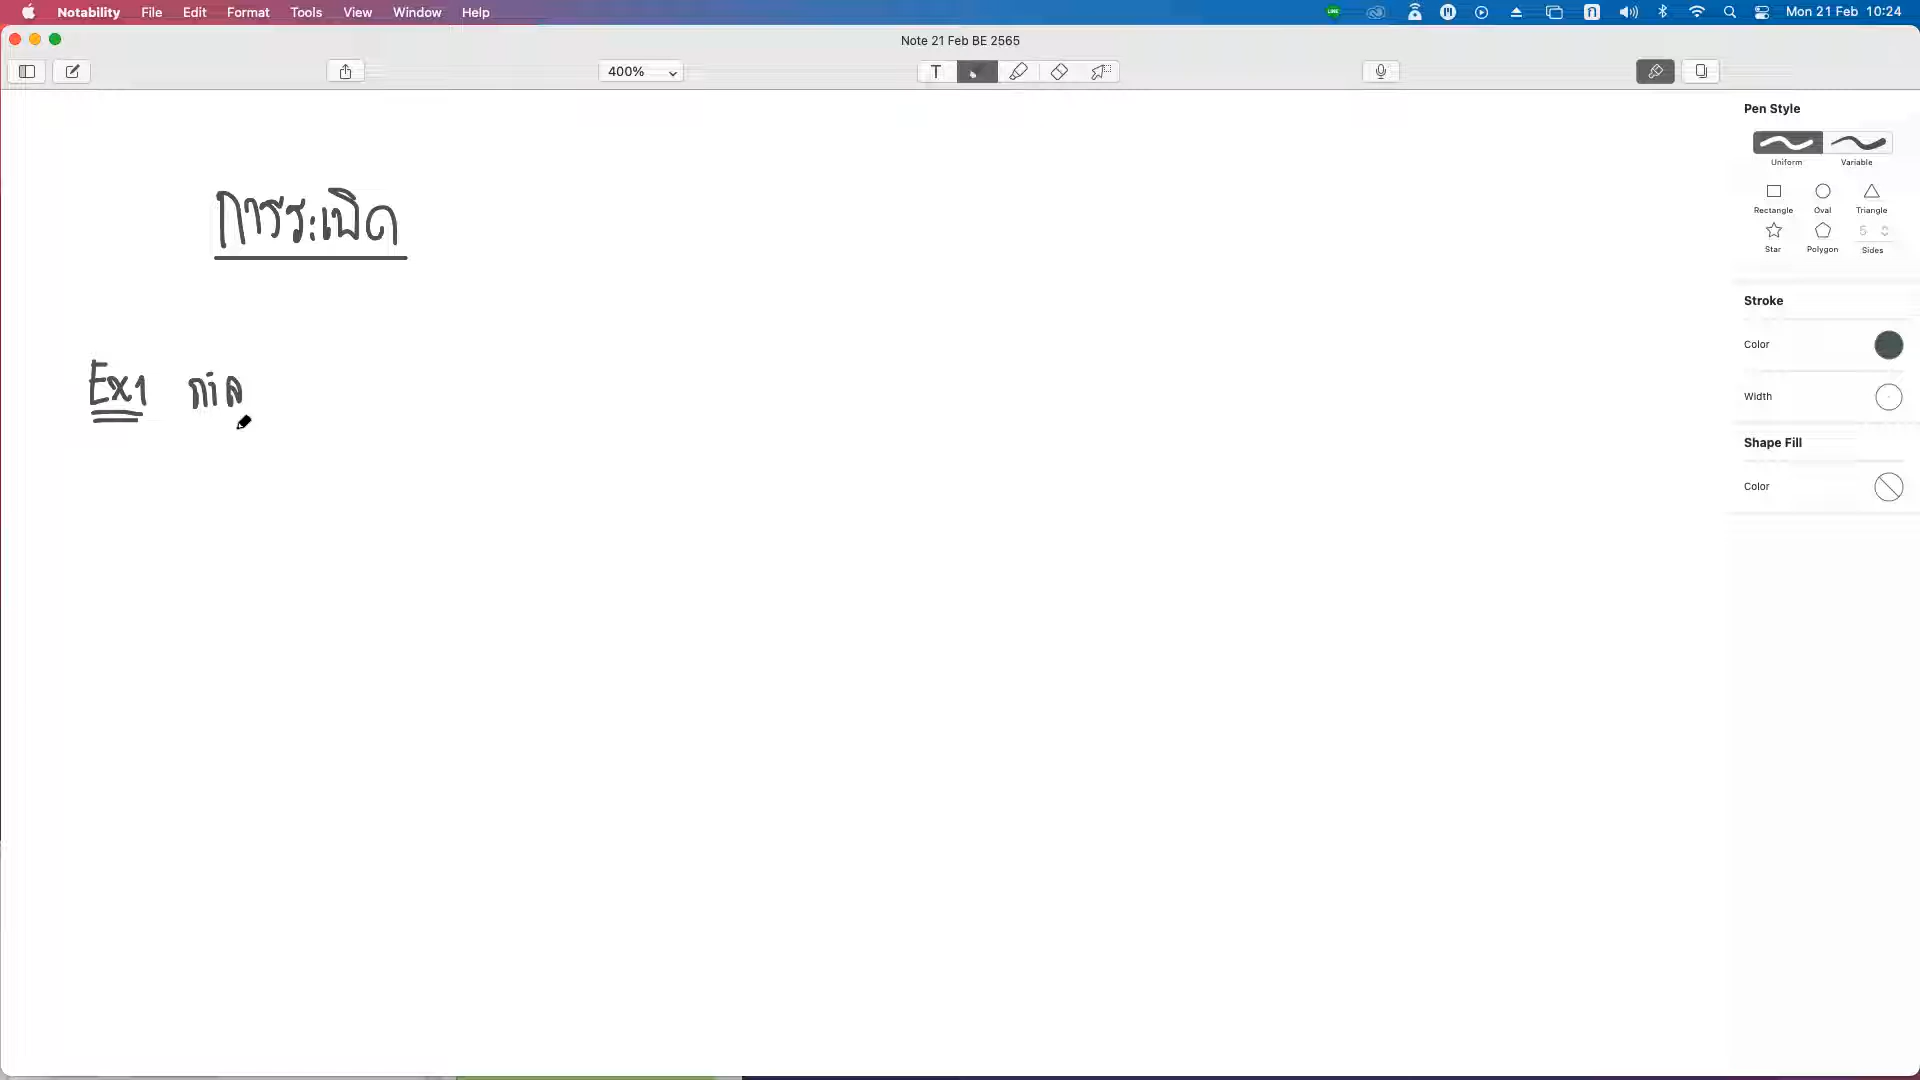 Notability File Edit Format Tools View Window Help Mon 21 Feb 10:24
Note 21 Feb BE 2565
400%
Pen Style
Uniform Variable
Rectangle Oval Triangle
5
Star Polygon Sides
Stroke
Color
Width
Shape Fill
Color
การระเบิด
Ex1